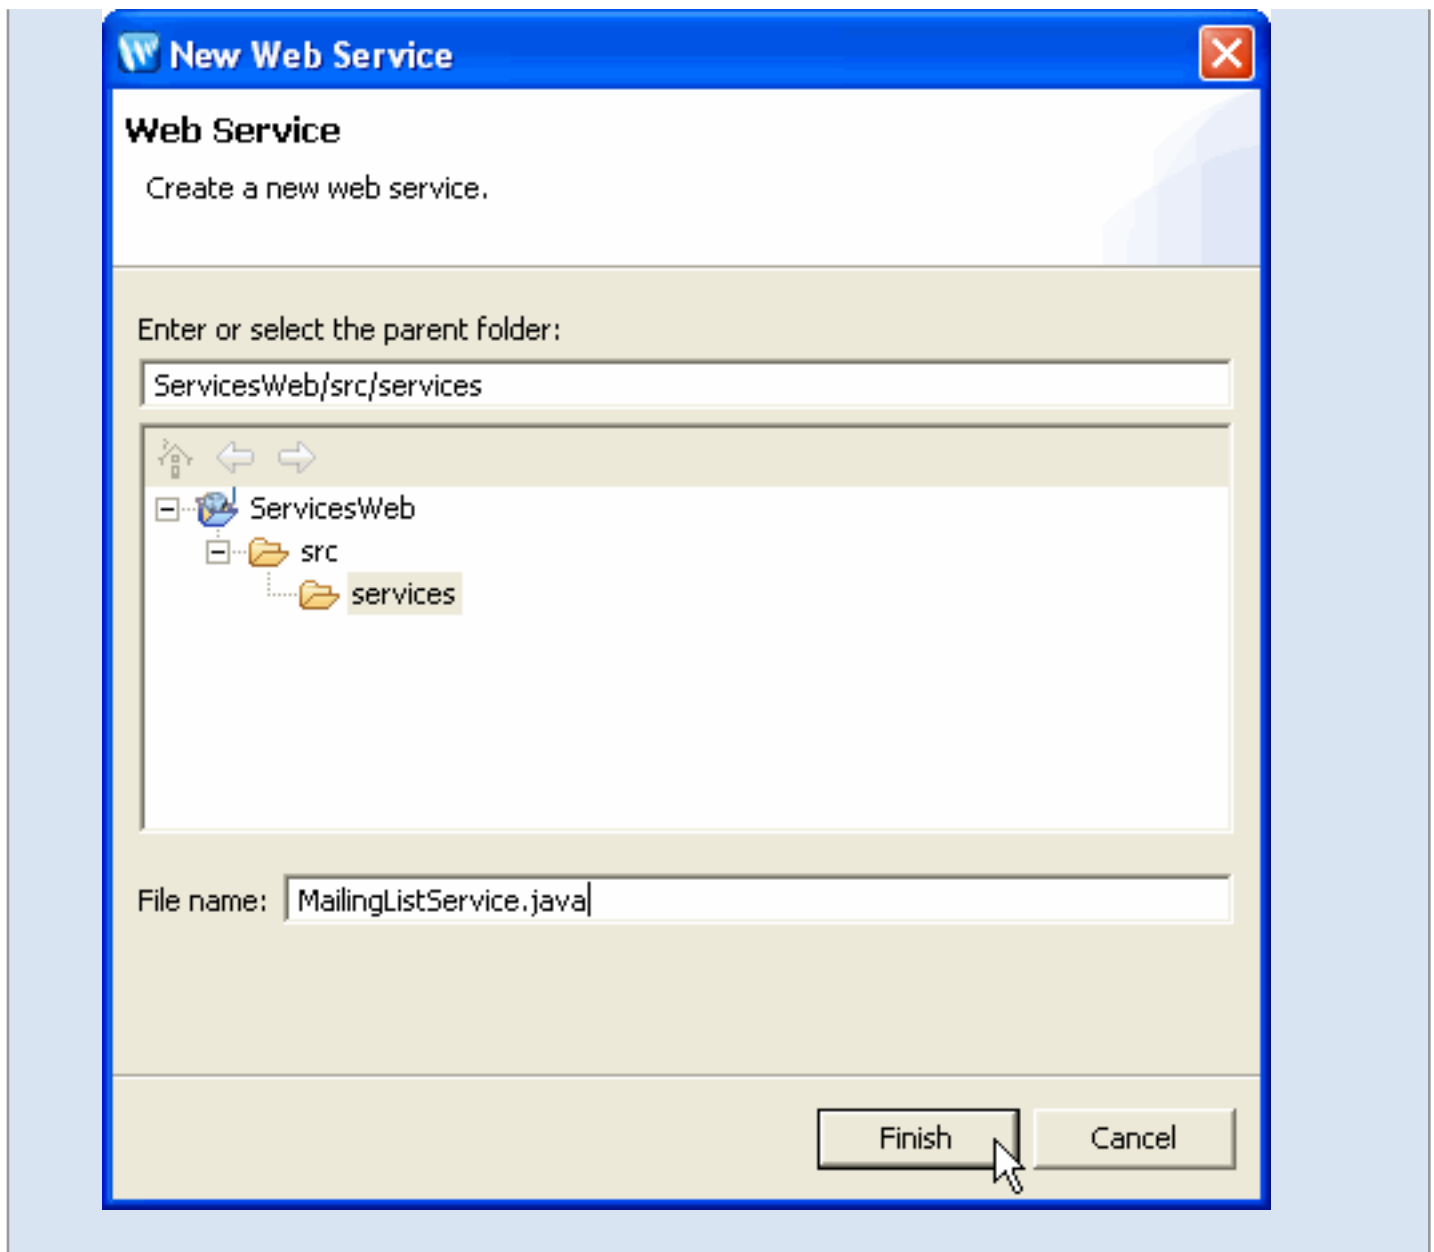 New Web Service
Web Service
Create a new web service.
Enter or select the parent folder:
ServicesWeb/src/services
ServicesWeb
src
services
File name: MailingListService.java
Finish Cancel